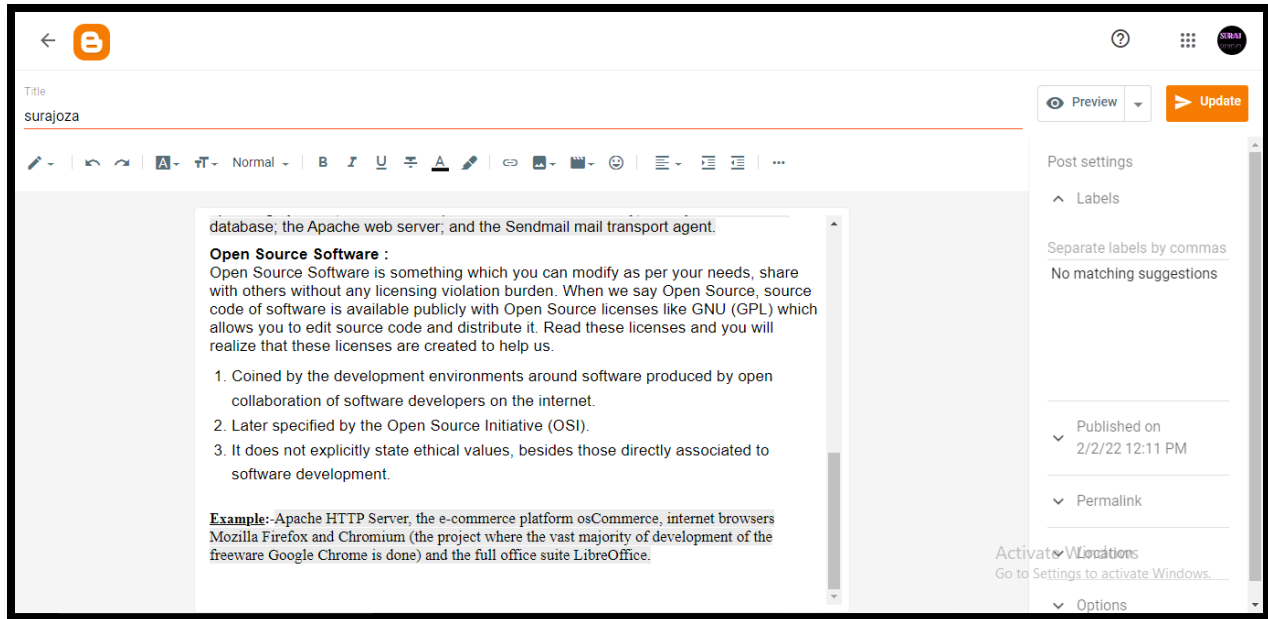 SURAJ
Title
surajoza
Preview
Update
Normal
B I U A
Post settings
Labels
Separate labels by commas
No matching suggestions
Published on
2/2/22 12:11 PM
Permalink
Location
Options
database; the Apache web server; and the Sendmail mail transport agent.
Open Source Software :
Open Source Software is something which you can modify as per your needs, share
with others without any licensing violation burden. When we say Open Source, source
code of software is available publicly with Open Source licenses like GNU (GPL) which
allows you to edit source code and distribute it. Read these licenses and you will
realize that these licenses are created to help us.
1. Coined by the development environments around software produced by open
collaboration of software developers on the internet.
2. Later specified by the Open Source Initiative (OSI).
3. It does not explicitly state ethical values, besides those directly associated to
software development.
Example:-Apache HTTP Server, the e-commerce platform osCommerce, internet browsers
Mozilla Firefox and Chromium (the project where the vast majority of development of the
freeware Google Chrome is done) and the full office suite LibreOffice.
Activate Windows
Go to Settings to activate Windows.